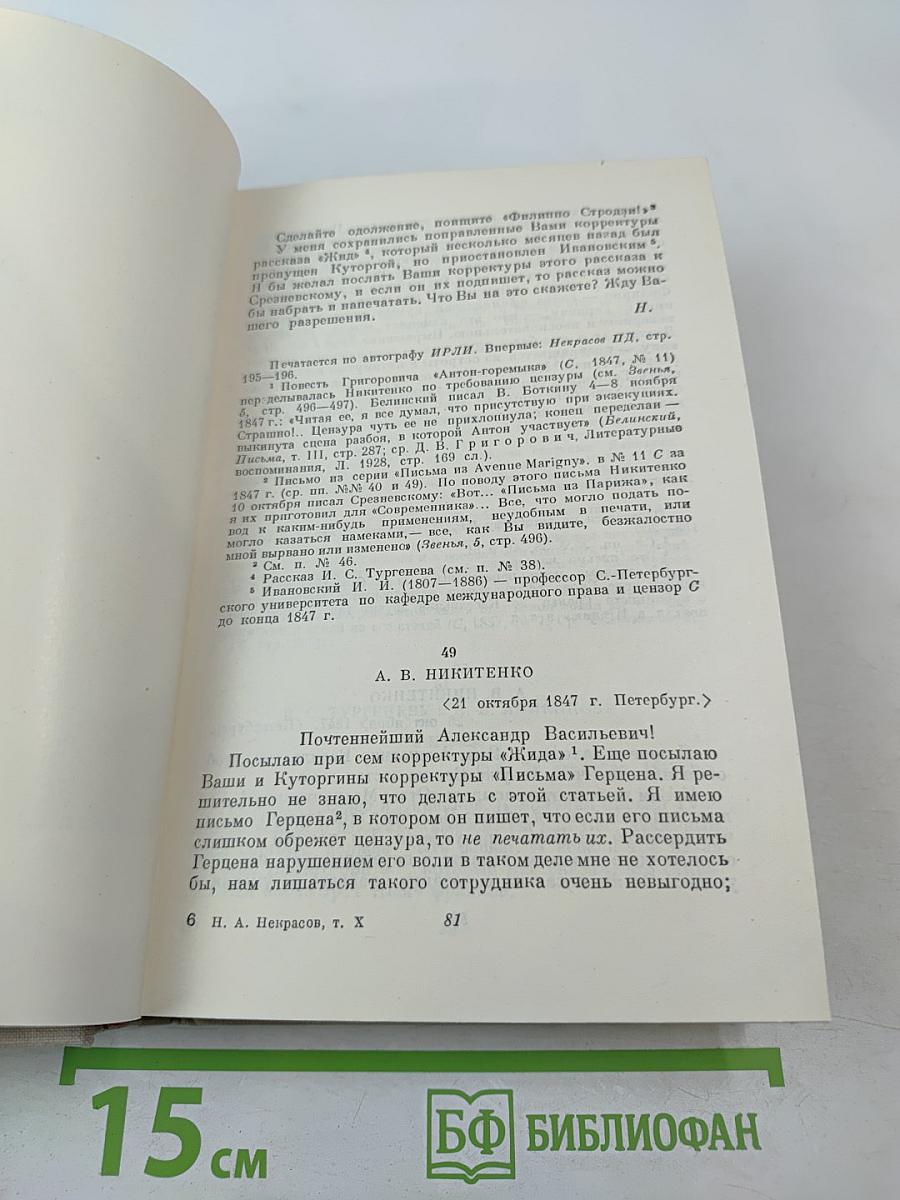 Сделайте одолжение, поищите «Филиппо Стродзи!»³
У меня сохранились поправленные Вами корректуры
рассказа «Жид» ⁴, который несколько месяцев назад был
пропущен Куторгой, но приостановлен Ивановским ⁵.
Я бы желал послать Ваши корректуры этого рассказа к
Срезневскому, и если он их подпишет, то рассказ можно
бы набрать и напечатать. Что Вы на это скажете? Жду Ва-
шего разрешения.
Н.
Печатается по автографу ИРЛИ. Впервые: Некрасов ПД, стр.
195—196.
¹ Повесть Григоровича «Антон-горемыка» (С, 1847, № 11)
переделывалась Никитенко по требованию цензуры (см. Звенья,
5, стр. 496—497). Белинский писал В. Боткину 4—8 ноября
1847 г.: «Читая ее, я все думал, что присутствую при экзекуциях.
Страшно!.. Цензура чуть ее не прихлопнула; конец переделан —
выкинута сцена разбоя, в которой Антон участвует» (Белинский,
Письма, т. III, стр. 287; ср. Д. В. Григорович, Литературные
воспоминания, Л. 1928, стр. 169 сл.).
² Письмо из серии «Письма из Avenue Marigny». в № 11 С за
1847 г. (ср. пп. №№ 40 и 49). По поводу этого письма Никитенко
10 октября писал Срезневскому: «Вот... «Письма из Парижа», как
я их приготовил для «Современника»... Все, что могло подать по-
вод к каким-нибудь применениям, неудобным в печати, или
могло казаться намеками,— все, как Вы видите, безжалостно
мной вырвано или изменено» (Звенья, 5, стр. 496).
³ См. п. № 46.
⁴ Рассказ И. С. Тургенева (см. п. № 38).
⁵ Ивановский И. И. (1807—1886) — профессор С.-Петербург-
ского университета по кафедре международного права и цензор С
до конца 1847 г.
49
А. В. НИКИТЕНКО
〈21 октября 1847 г. Петербург.〉
Почтеннейший Александр Васильевич!
Посылаю при сем корректуры «Жида» ¹. Еще посылаю
Ваши и Куторгины корректуры «Письма» Герцена. Я ре-
шительно не знаю, что делать с этой статьей. Я имею
письмо Герцена², в котором он пишет, что если его письма
слишком обрежет цензура, то не печатать их. Рассердить
Герцена нарушением его воли в таком деле мне не хотелось
бы, нам лишаться такого сотрудника очень невыгодно;
6 Н. А. Некрасов, т. X 81
15 см БФ БИБЛИОФАН